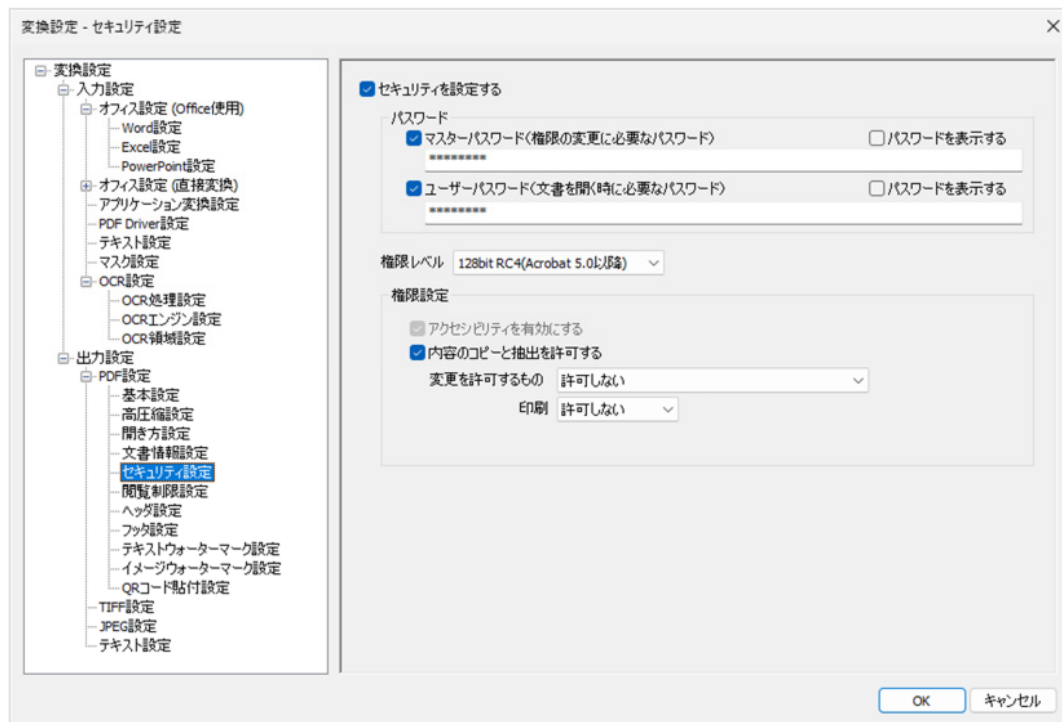 変換設定 - セキュリティ設定
変換設定
入力設定
オフィス設定 (Office使用)
Word設定
Excel設定
PowerPoint設定
オフィス設定 (直接変換)
アプリケーション変換設定
PDF Driver設定
テキスト設定
マスク設定
OCR設定
OCR処理設定
OCRエンジン設定
OCR領域設定
出力設定
PDF設定
基本設定
高圧縮設定
開き方設定
文書情報設定
セキュリティ設定
閲覧制限設定
ヘッダ設定
フッタ設定
テキストウォーターマーク設定
イメージウォーターマーク設定
QRコード貼付設定
TIFF設定
JPEG設定
テキスト設定
セキュリティを設定する
パスワード
マスターパスワード(権限の変更に必要なパスワード) パスワードを表示する
********
ユーザーパスワード(文書を開く時に必要なパスワード) パスワードを表示する
********
権限レベル 128bit RC4(Acrobat 5.0以降)
権限設定
アクセシビリティを有効にする
内容のコピーと抽出を許可する
変更を許可するもの 許可しない
印刷 許可しない
OK キャンセル